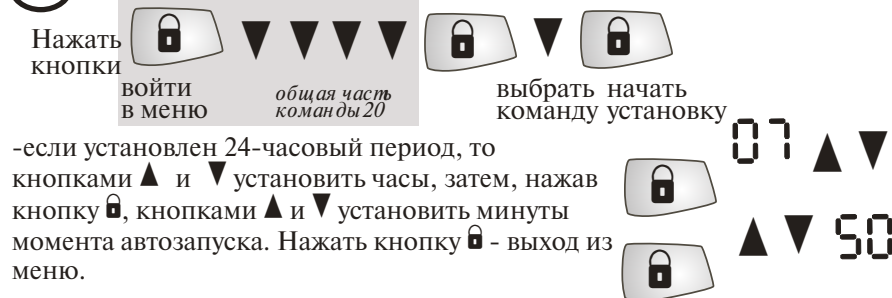 Нажать
кнопки
войти
в меню
общая часть
команды 20
выбрать
команду
начать
установку
-если установлен 24-часовый период, то
кнопками ▲ и ▼ установить часы, затем, нажав
кнопку 🔒, кнопками ▲ и ▼ установить минуты
момента автозапуска. Нажать кнопку 🔒 - выход из
меню.
07
50